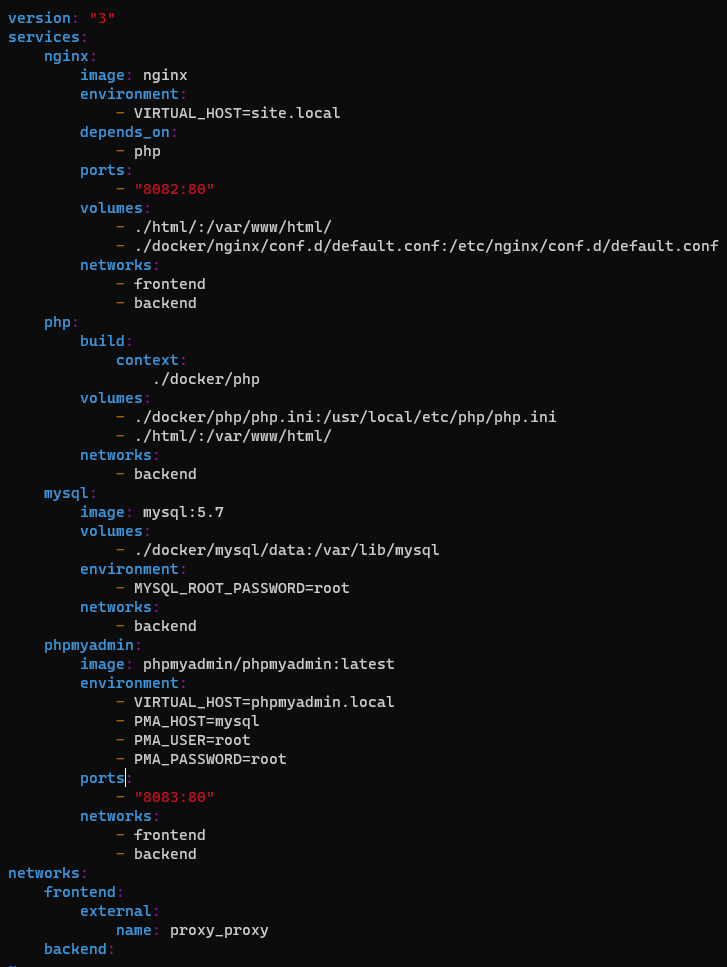 version: "3"
services:
    nginx:
        image: nginx
        environment:
            - VIRTUAL_HOST=site.local
        depends_on:
            - php
        ports:
            - "8082:80"
        volumes:
            - ./html/:/var/www/html/
            - ./docker/nginx/conf.d/default.conf:/etc/nginx/conf.d/default.conf
        networks:
            - frontend
            - backend
    php:
        build:
            context:
                ./docker/php
        volumes:
            - ./docker/php/php.ini:/usr/local/etc/php/php.ini
            - ./html/:/var/www/html/
        networks:
            - backend
    mysql:
        image: mysql:5.7
        volumes:
            - ./docker/mysql/data:/var/lib/mysql
        environment:
            - MYSQL_ROOT_PASSWORD=root
        networks:
            - backend
    phpmyadmin:
        image: phpmyadmin/phpmyadmin:latest
        environment:
            - VIRTUAL_HOST=phpmyadmin.local
            - PMA_HOST=mysql
            - PMA_USER=root
            - PMA_PASSWORD=root
        ports:
            - "8083:80"
        networks:
            - frontend
            - backend
networks:
    frontend:
        external:
            name: proxy_proxy
    backend: